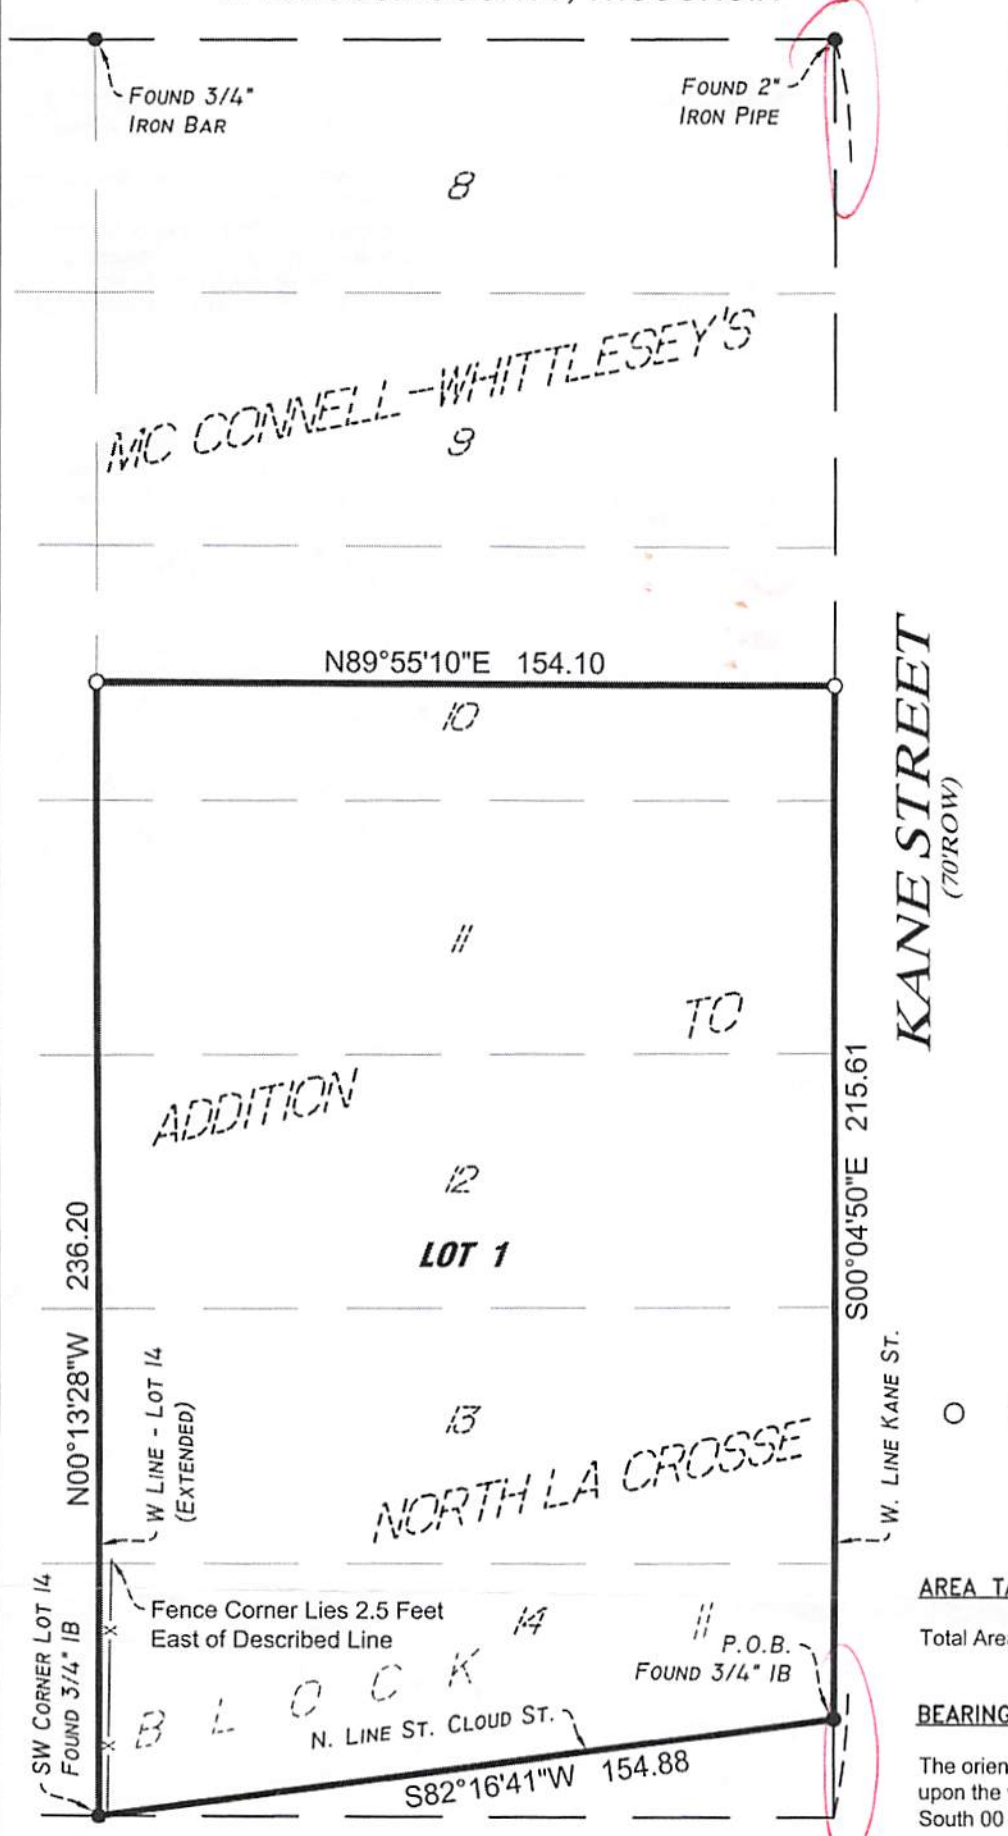 FOUND 3/4"
IRON BAR
FOUND 2"
IRON PIPE
8
MC CONNELL-WHITTLESEY'S
9
N89°55'10"E 154.10
10
KANE STREET
(70'ROW)
11
TO
ADDITION
12
LOT 1
236.20
N00°13'28"W
S00°04'50"E 215.61
W LINE - LOT 14
(EXTENDED)
W. LINE KANE ST.
13
NORTH LA CROSSE
SW CORNER LOT 14
FOUND 3/4" IB
Fence Corner Lies 2.5 Feet
East of Described Line
14
11
BLOCK
P.O.B.
FOUND 3/4" IB
N. LINE ST. CLOUD ST.
S82°16'41"W 154.88
AREA
Total
BEARING
The
upon the
South 00